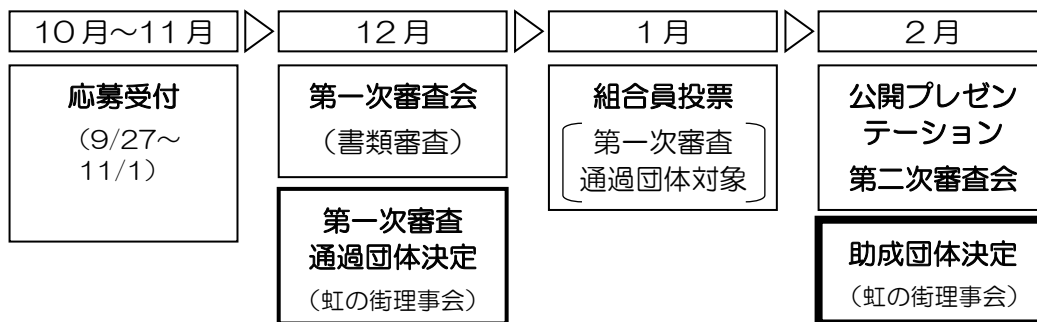 10月～11月
12月
1月
2月
応募受付
（9/27～
11/1）
第一次審査会
（書類審査）
第一次審査
通過団体決定
（虹の街理事会）
組合員投票
第一次審査
通過団体対象
公開プレゼン
テーション
第二次審査会
助成団体決定
（虹の街理事会）